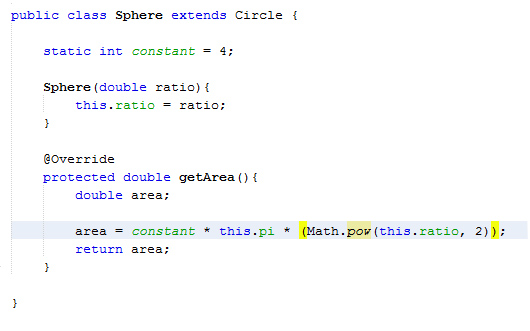 public class Sphere extends Circle {
static int constant = 4;
Sphere(double ratio){
this.ratio = ratio;
}
@Override
protected double getArea(){
double area;
area = constant * this.pi * (Math.pow(this.ratio, 2));
return area;
}
}